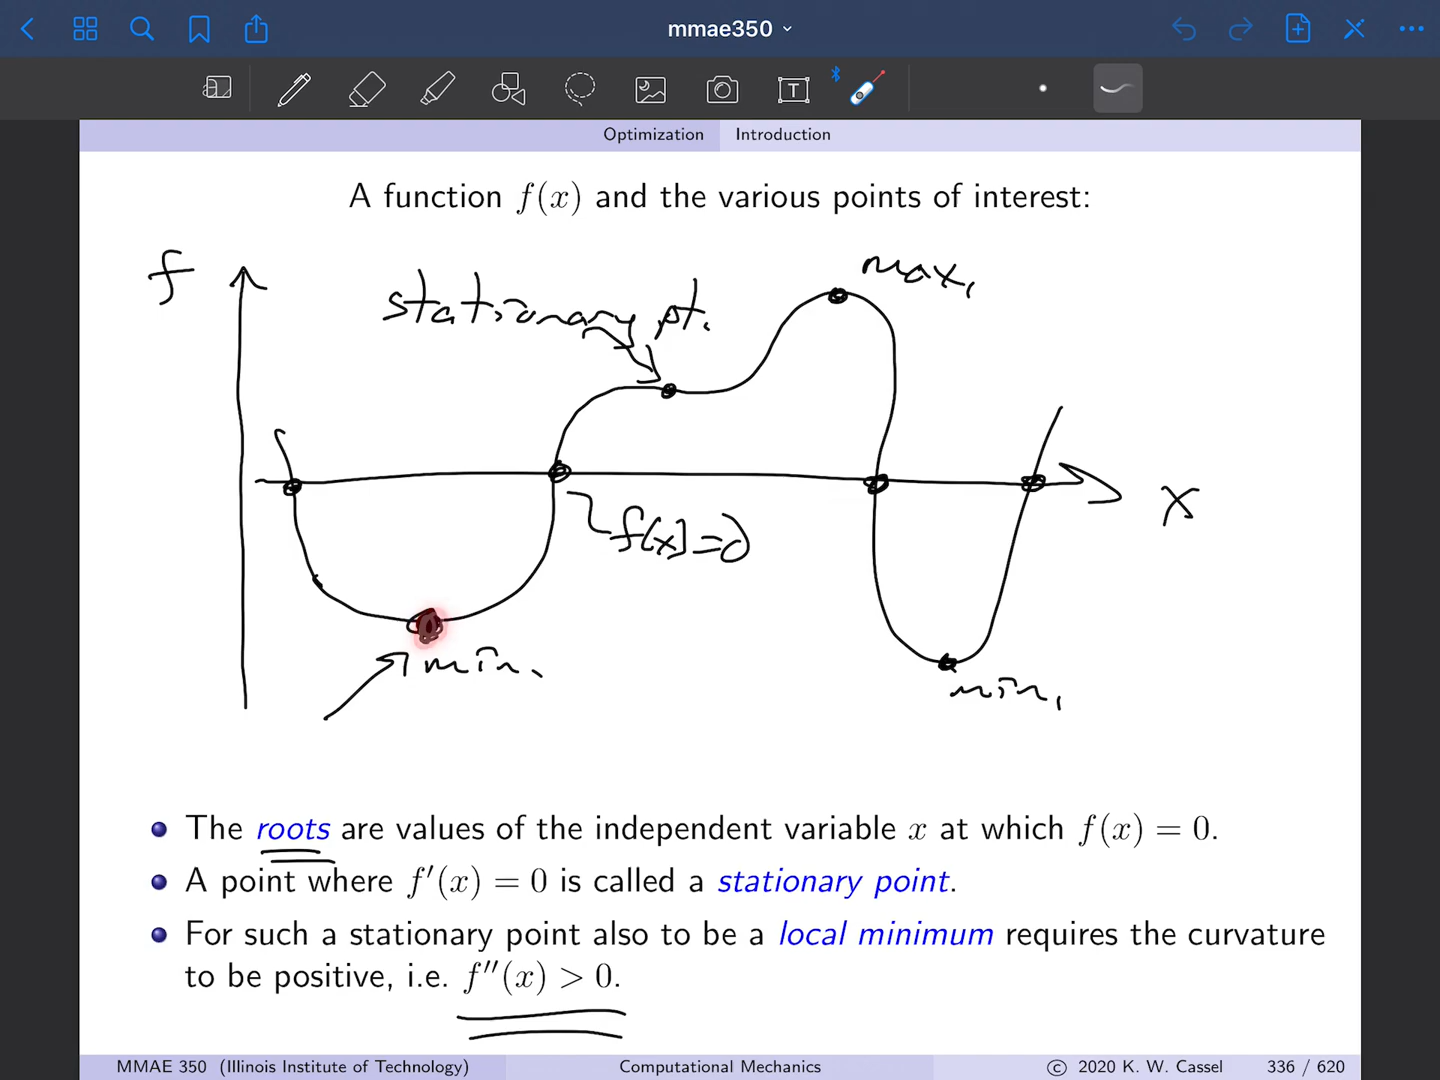 mmae350
T
Optimization Introduction
A function f(x) and the various points of interest:
f
max.
stationary pt.
x
f(x)=0
min.
min.
The roots are values of the independent variable x at which f(x) = 0.
A point where f′(x) = 0 is called a stationary point.
For such a stationary point also to be a local minimum requires the curvature
to be positive, i.e. f″(x) > 0.
MMAE 350 (Illinois Institute of Technology) Computational Mechanics © 2020 K. W. Cassel 336 / 620